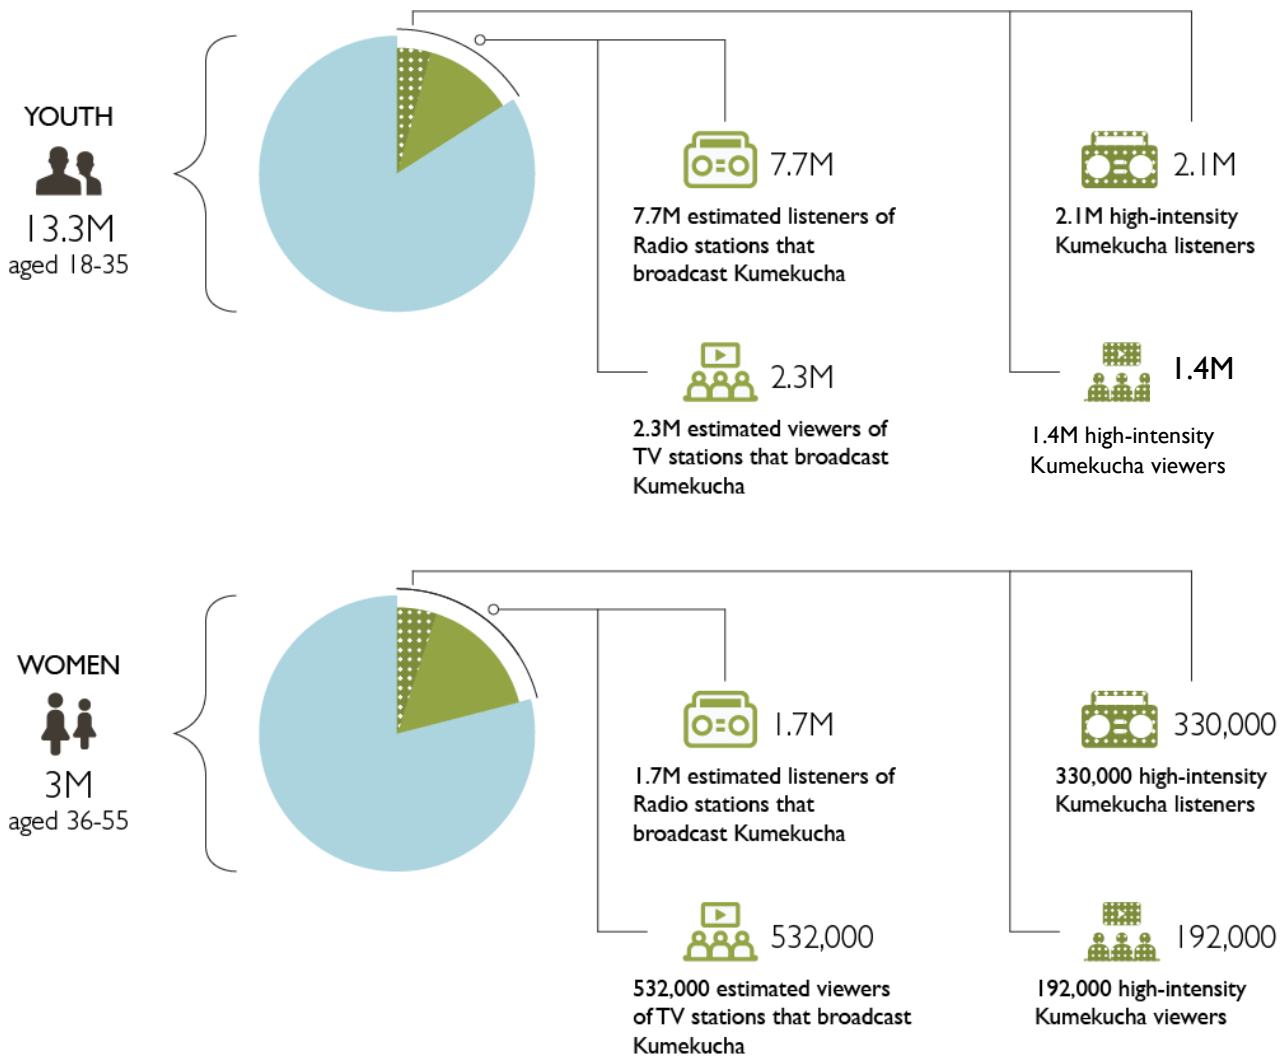 YOUTH
13.3M
aged 18-35
7.7M
7.7M estimated listeners of
Radio stations that
broadcast Kumekucha
2.1M
2.1M high-intensity
Kumekucha listeners
2.3M
2.3M estimated viewers of
TV stations that broadcast
Kumekucha
1.4M
1.4M high-intensity
Kumekucha viewers
WOMEN
3M
aged 36-55
1.7M
1.7M estimated listeners of
Radio stations that
broadcast Kumekucha
330,000
330,000 high-intensity
Kumekucha listeners
532,000
532,000 estimated viewers
of TV stations that broadcast
Kumekucha
192,000
192,000 high-intensity
Kumekucha viewers